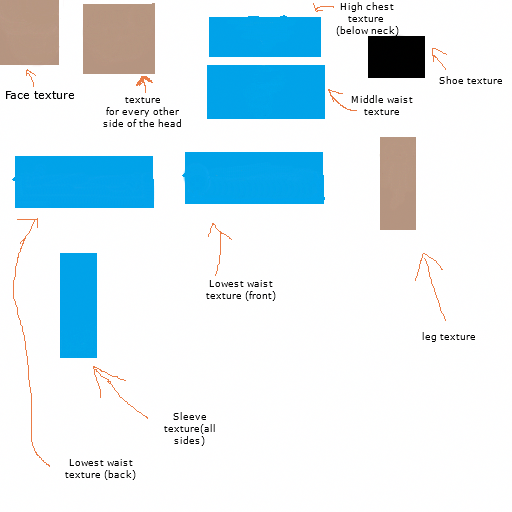 High chest
texture
(below neck)
Shoe texture
Face texture
texture
for every other
side of the head
Middle waist
texture
Lowest waist
texture (front)
leg texture
Sleeve
texture(all
sides)
Lowest waist
texture (back)